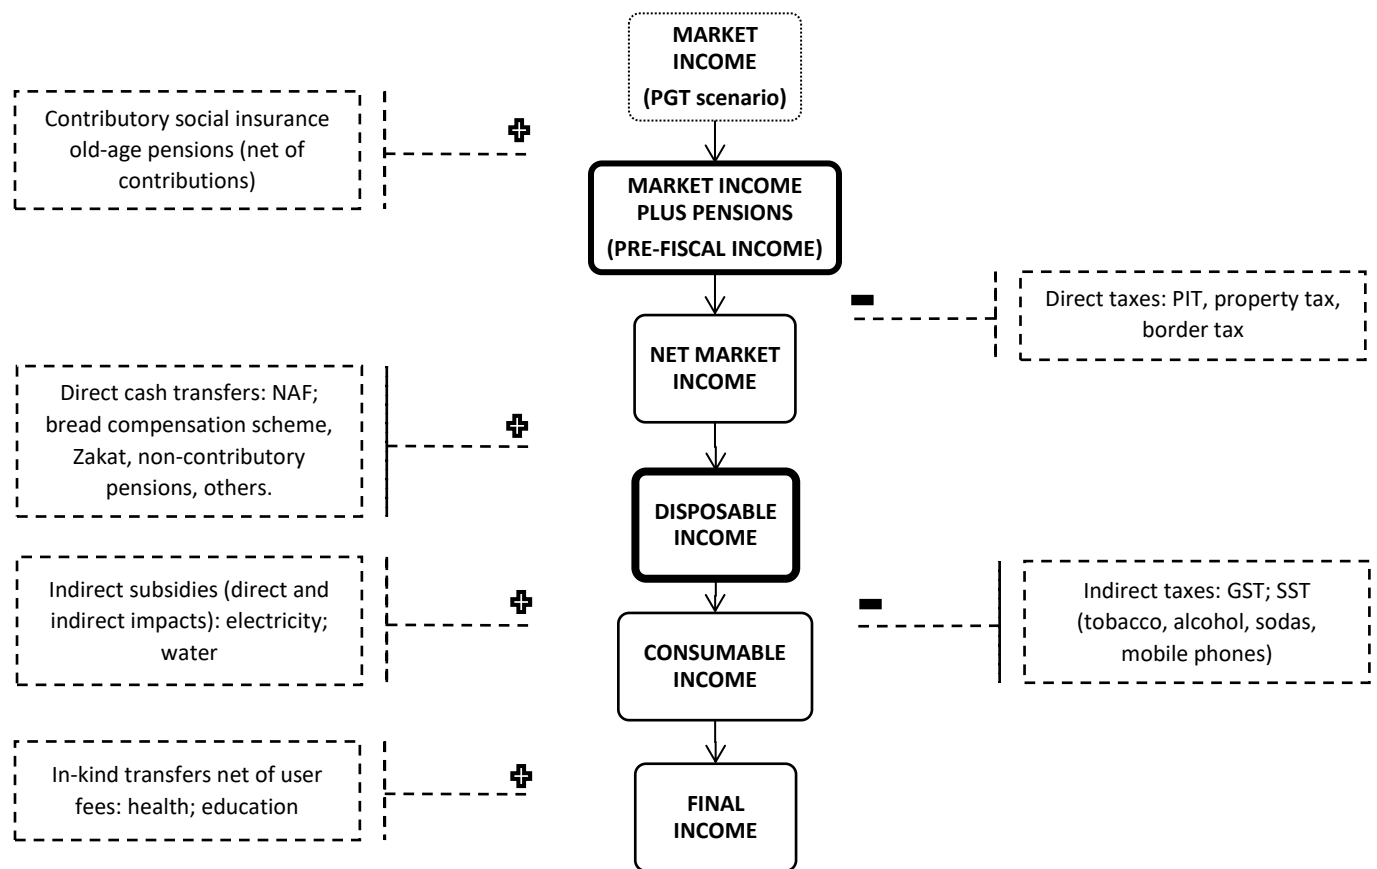 MARKET
INCOME
(PGT scenario)
Contributory social insurance
old-age pensions (net of
contributions)
+
MARKET INCOME
PLUS PENSIONS
(PRE-FISCAL INCOME)
-
Direct taxes: PIT, property tax,
border tax
NET MARKET
INCOME
Direct cash transfers: NAF;
bread compensation scheme,
Zakat, non-contributory
pensions, others.
+
DISPOSABLE
INCOME
Indirect subsidies (direct and
indirect impacts): electricity;
water
+
-
Indirect taxes: GST; SST
(tobacco, alcohol, sodas,
mobile phones)
CONSUMABLE
INCOME
In-kind transfers net of user
fees: health; education
+
FINAL
INCOME